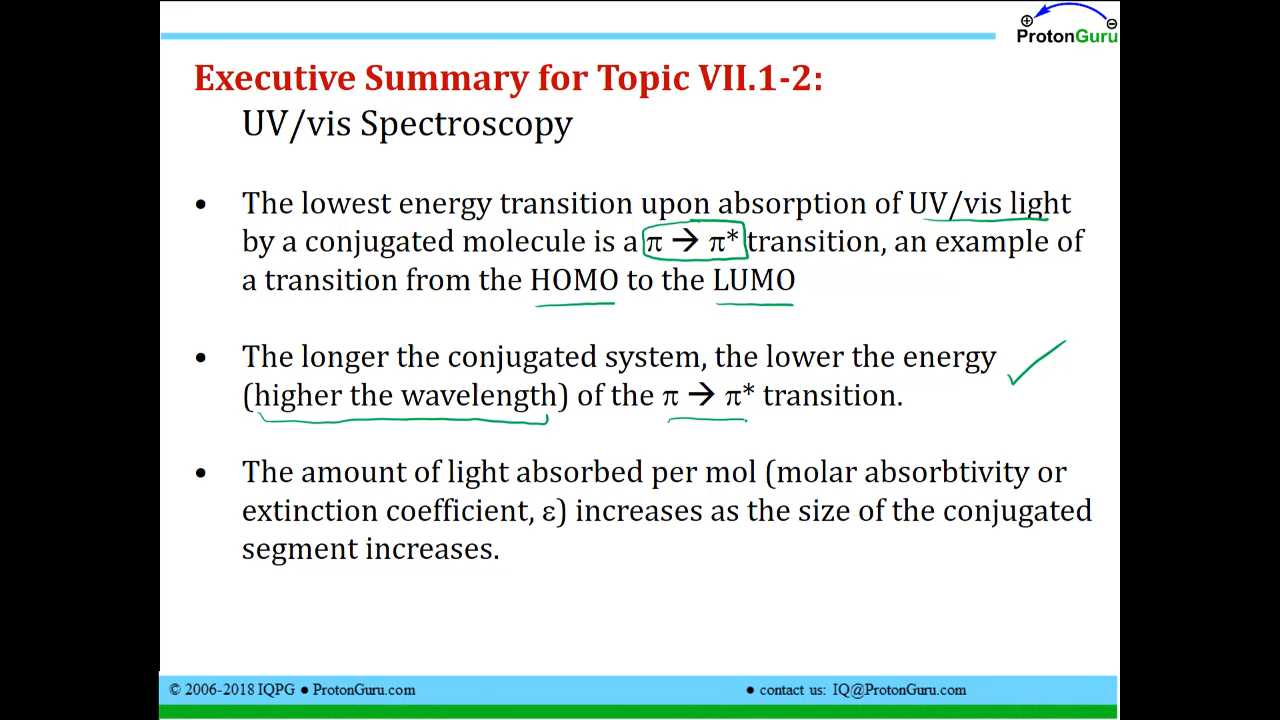 ⊕ ⊖
ProtonGuru
Executive Summary for Topic VII.1-2:
UV/vis Spectroscopy
• The lowest energy transition upon absorption of UV/vis light
by a conjugated molecule is a π → π* transition, an example of
a transition from the HOMO to the LUMO
• The longer the conjugated system, the lower the energy
(higher the wavelength) of the π → π* transition.
• The amount of light absorbed per mol (molar absorbtivity or
extinction coefficient, ε) increases as the size of the conjugated
segment increases.
© 2006-2018 IQPG ● ProtonGuru.com ● contact us: IQ@ProtonGuru.com